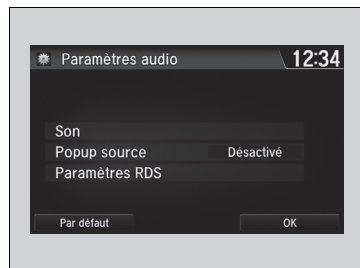 Paramètres audio 12:34
Son
Popup source Désactivé
Paramètres RDS
Par défaut OK